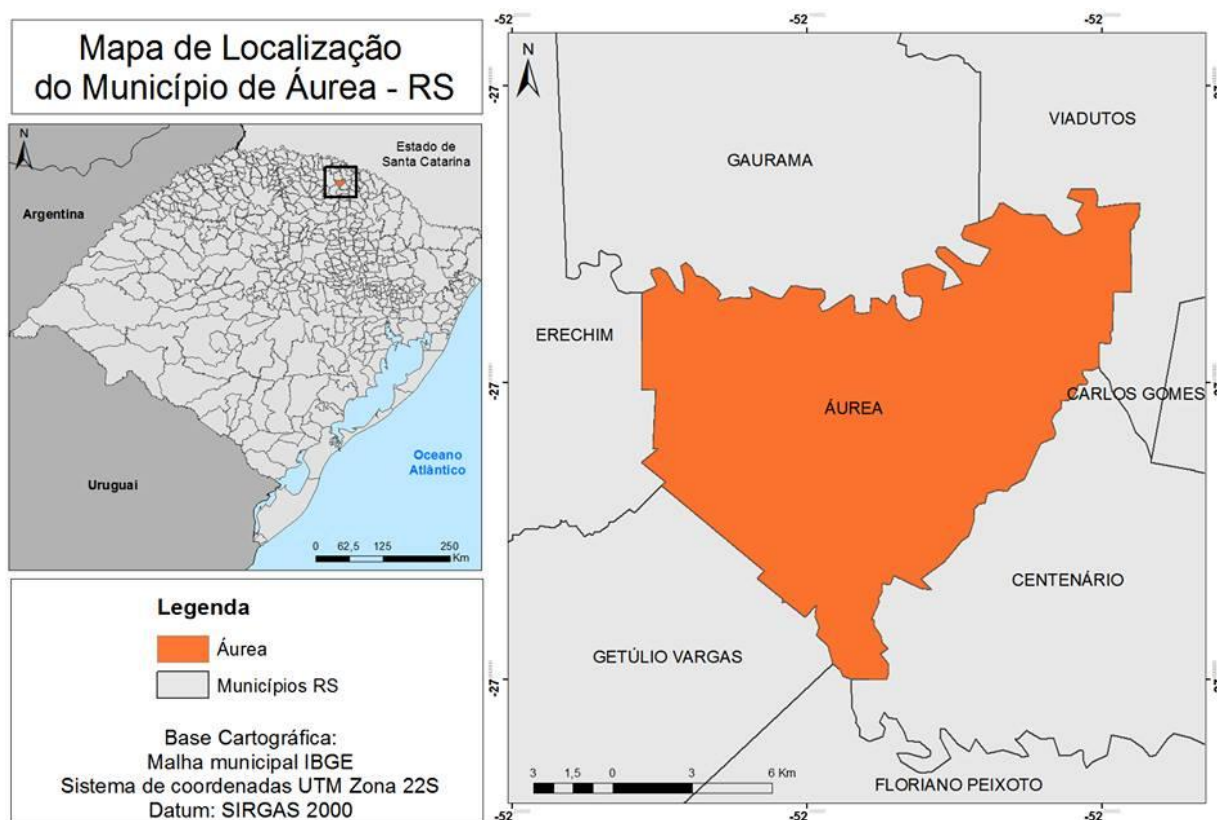 Mapa de Localização
do Município de Áurea - RS
N
Estado de
Santa Catarina
Argentina
Uruguai
Oceano
Atlântico
0 62,5 125 250
Km
Legenda
Áurea
Municípios RS
Base Cartográfica:
Malha municipal IBGE
Sistema de coordenadas UTM Zona 22S
Datum: SIRGAS 2000
-52 -52 -52
N
-27 -27
VIADUTOS
GAURAMA
ERECHIM
-27 -27
CARLOS GOMES
ÁUREA
CENTENÁRIO
GETÚLIO VARGAS
-27 -27
3 1,5 0 3 6 Km
FLORIANO PEIXOTO
-52 -52 -52